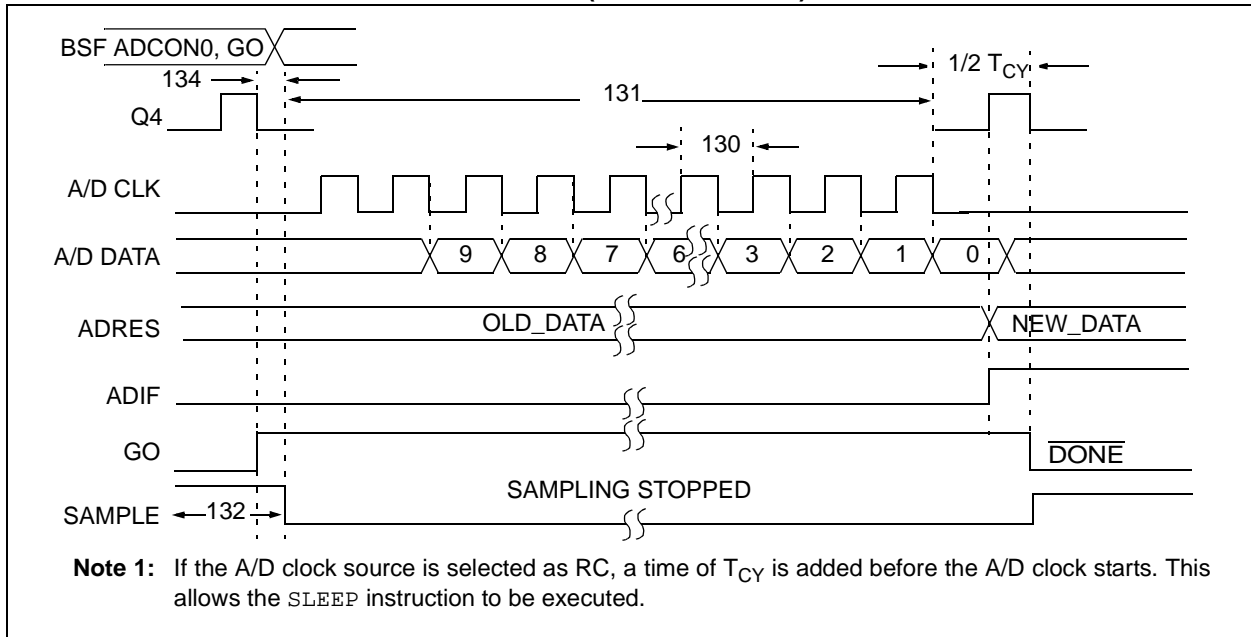 BSF ADCON0, GO
134
1/2 TCY
131
Q4
130
A/D CLK
A/D DATA 9 8 7 6 3 2 1 0
ADRES OLD_DATA NEW_DATA
ADIF
GO DONE
SAMPLING STOPPED
SAMPLE 132
Note 1: If the A/D clock source is selected as RC, a time of TCY is added before the A/D clock starts. This
allows the SLEEP instruction to be executed.